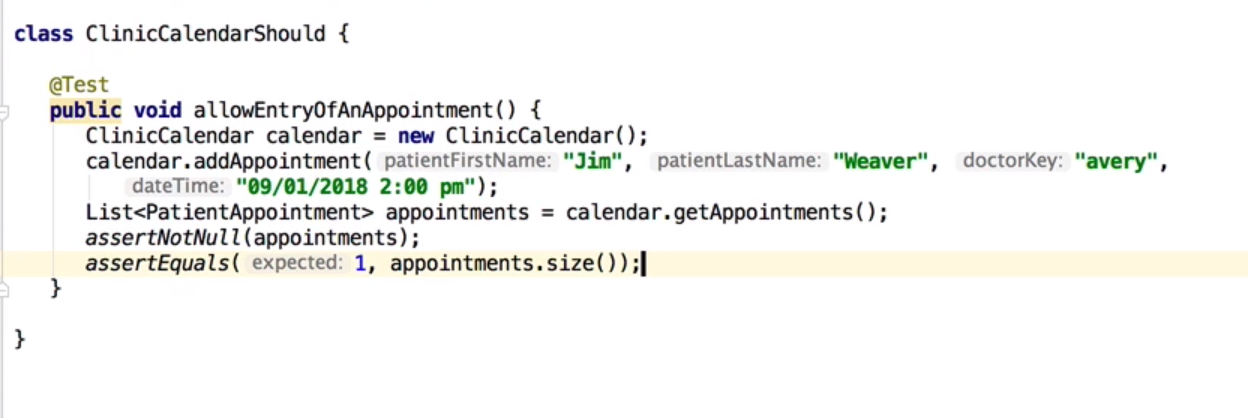 class ClinicCalendarShould {
@Test
public void allowEntryOfAnAppointment() {
ClinicCalendar calendar = new ClinicCalendar();
calendar.addAppointment( patientFirstName: "Jim", patientLastName: "Weaver", doctorKey: "avery",
dateTime: "09/01/2018 2:00 pm");
List<PatientAppointment> appointments = calendar.getAppointments();
assertNotNull(appointments);
assertEquals( expected: 1, appointments.size());
}
}